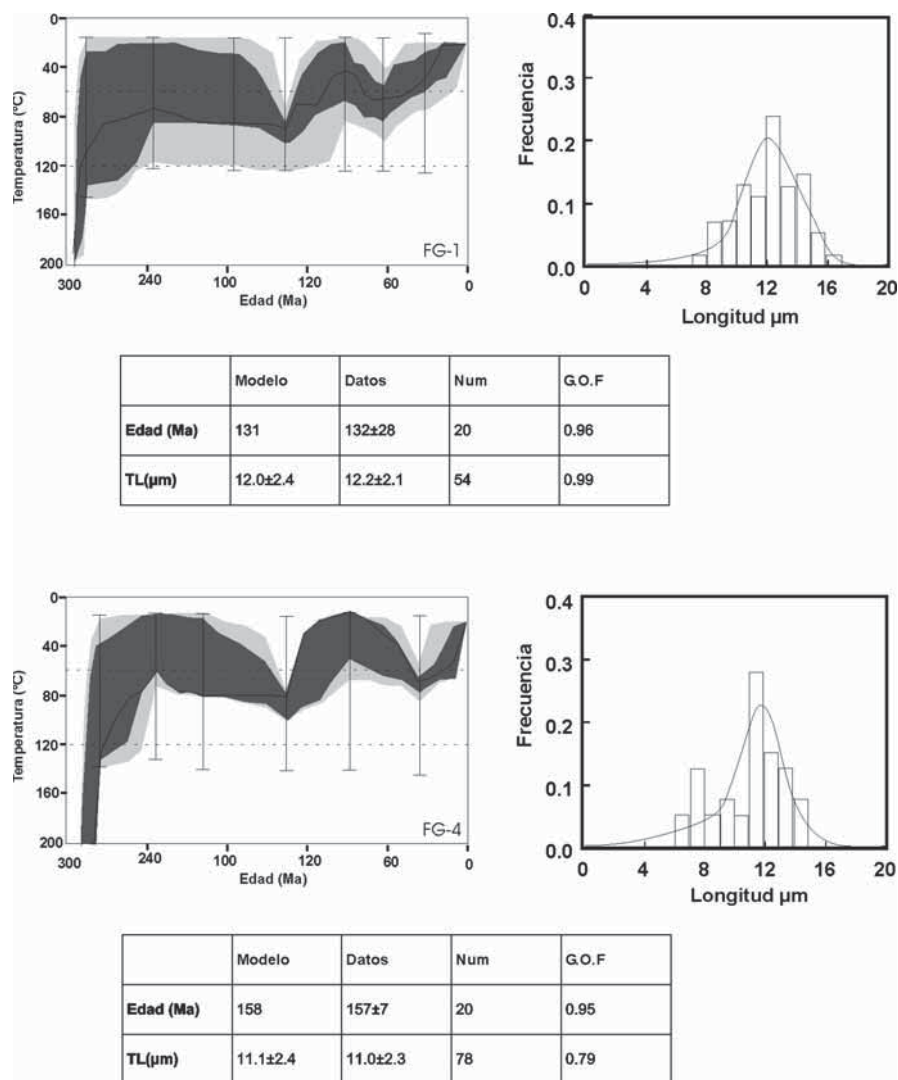 Temperatura (ºC)
0
40
80
120
160
200
300
240
100
120
60
0
Edad (Ma)
FG-1
Frecuencia
0.4
0.3
0.2
0.1
0.0
0
4
8
12
16
20
Longitud µm
Modelo Datos Num G.O.F
Edad (Ma) 131 132±28 20 0.96
TL(µm) 12.0±2.4 12.2±2.1 54 0.99
Temperatura (ºC)
0
40
80
120
160
200
300
240
100
120
60
0
Edad (Ma)
FG-4
Frecuencia
0.4
0.3
0.2
0.1
0.0
0
4
8
12
16
20
Longitud µm
Modelo Datos Num G.O.F
Edad (Ma) 158 157±7 20 0.95
TL(µm) 11.1±2.4 11.0±2.3 78 0.79